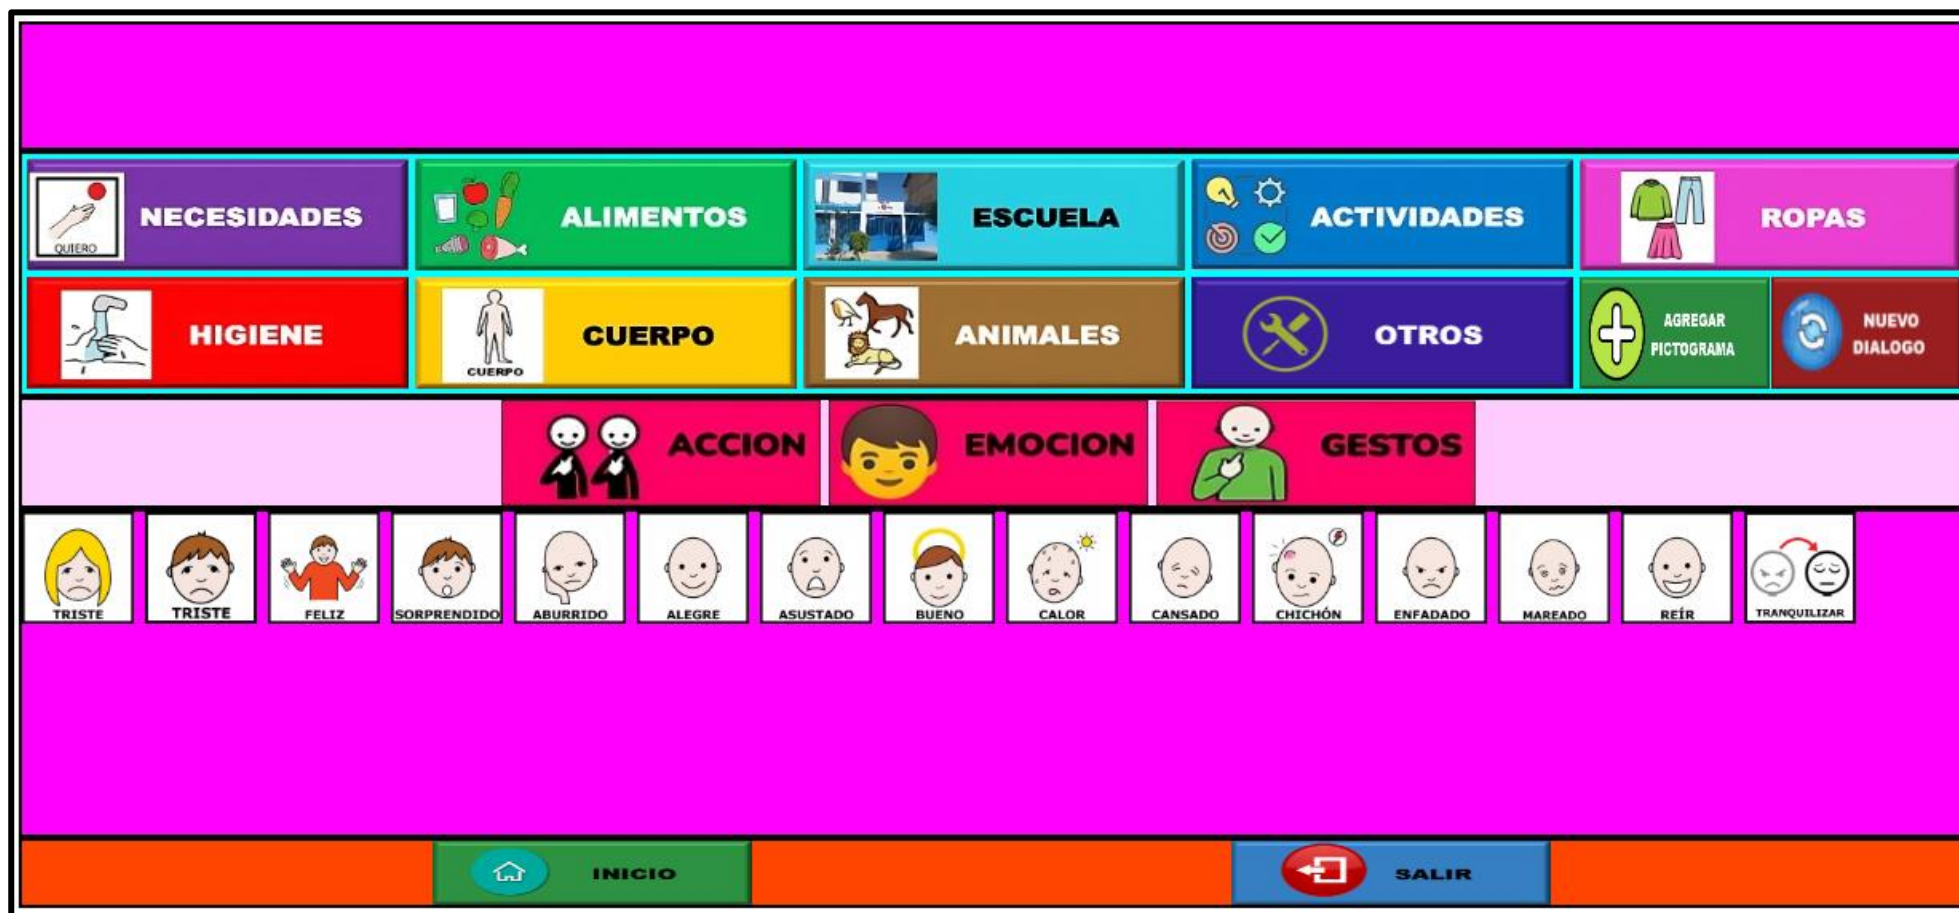 QUIERO
NECESIDADES
ALIMENTOS
ESCUELA
ACTIVIDADES
ROPAS
HIGIENE
CUERPO
CUERPO
ANIMALES
OTROS
AGREGAR
PICTOGRAMA
NUEVO
DIALOGO
ACCION
EMOCION
GESTOS
TRISTE
TRISTE
FELIZ
SORPRENDIDO
ABURRIDO
ALEGRE
ASUSTADO
BUENO
CALOR
CANSADO
CHICHÓN
ENFADADO
MAREADO
REÍR
TRANQUILIZAR
INICIO
SALIR